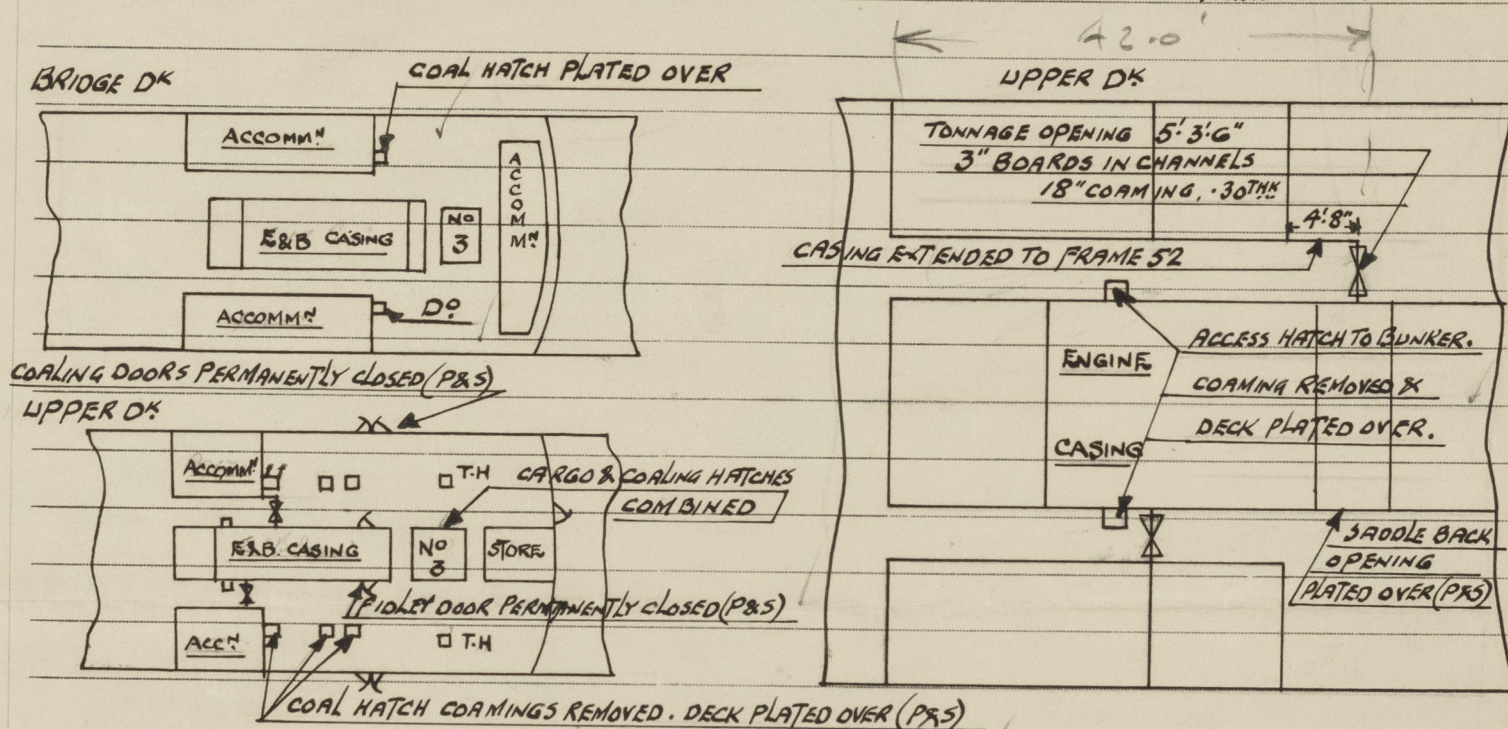 BRIDGE DK
COAL HATCH PLATED OVER
ACCOMMN
ACCOMMN
E&B CASING
No
3
ACCOMMN
Do
COALING DOORS PERMANENTLY CLOSED (P&S)
UPPER DK
ACCOMMN
T.H
CARGO & COALING HATCHES
COMBINED
E&B. CASING
No
3
STORE
FIDLEY DOOR PERMANENTLY CLOSED (P&S)
ACCN
T.H
COAL HATCH COAMINGS REMOVED. DECK PLATED OVER (P&S)
42.0'
UPPER DK
TONNAGE OPENING 5'.3'.6"
3" BOARDS IN CHANNELS
18" COAMING, .30 THK
4'.8"
CASING EXTENDED TO FRAME 52
ENGINE
CASING
ACCESS HATCH TO BUNKER.
COAMING REMOVED &
DECK PLATED OVER.
SADDLE BACK
OPENING
PLATED OVER (P&S)